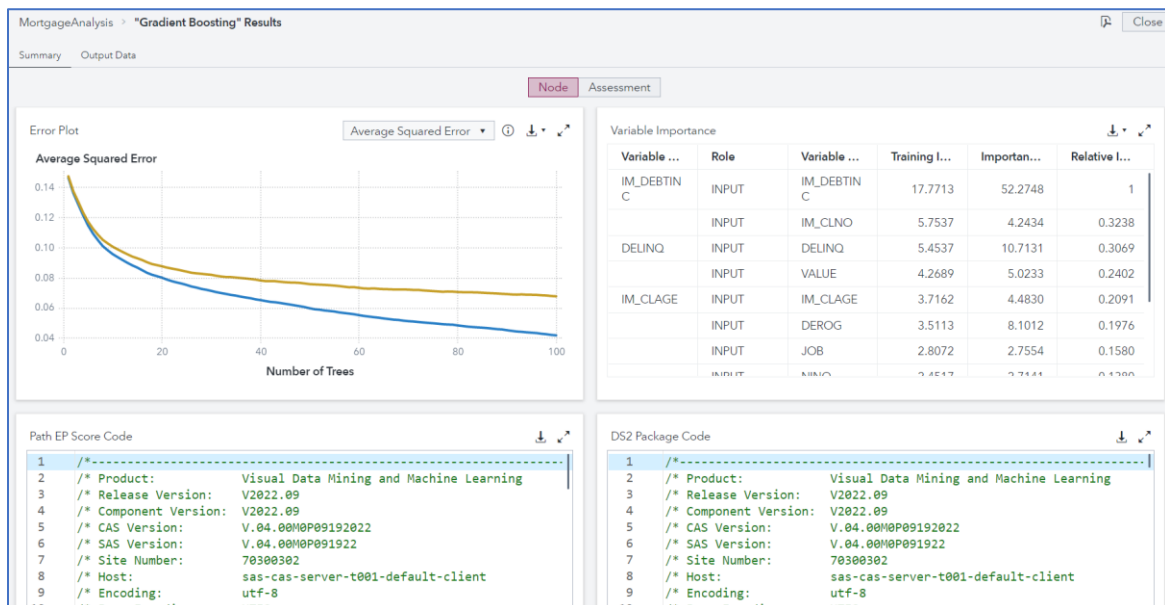 MortgageAnalysis > "Gradient Boosting" Results
Close
Summary Output Data
Node Assessment
Error Plot
Average Squared Error
Average Squared Error
0.14
0.12
0.10
0.08
0.06
0.04
0 20 40 60 80 100
Number of Trees
Variable Importance
Variable ... Role Variable ... Training I... Importan... Relative I...
IM_DEBTIN
C INPUT IM_DEBTIN
C 17.7713 52.2748 1
INPUT IM_CLNO 5.7537 4.2434 0.3238
DELINQ INPUT DELINQ 5.4537 10.7131 0.3069
INPUT VALUE 4.2689 5.0233 0.2402
IM_CLAGE INPUT IM_CLAGE 3.7162 4.4830 0.2091
INPUT DEROG 3.5113 8.1012 0.1976
INPUT JOB 2.8072 2.7554 0.1580
Path EP Score Code
1 /*------------------------------------------------------------
2 /* Product: Visual Data Mining and Machine Learning
3 /* Release Version: V2022.09
4 /* Component Version: V2022.09
5 /* CAS Version: V.04.00M0P09192022
6 /* SAS Version: V.04.00M0P091922
7 /* Site Number: 70300302
8 /* Host: sas-cas-server-t001-default-client
9 /* Encoding: utf-8
DS2 Package Code
1 /*------------------------------------------------------------
2 /* Product: Visual Data Mining and Machine Learning
3 /* Release Version: V2022.09
4 /* Component Version: V2022.09
5 /* CAS Version: V.04.00M0P09192022
6 /* SAS Version: V.04.00M0P091922
7 /* Site Number: 70300302
8 /* Host: sas-cas-server-t001-default-client
9 /* Encoding: utf-8